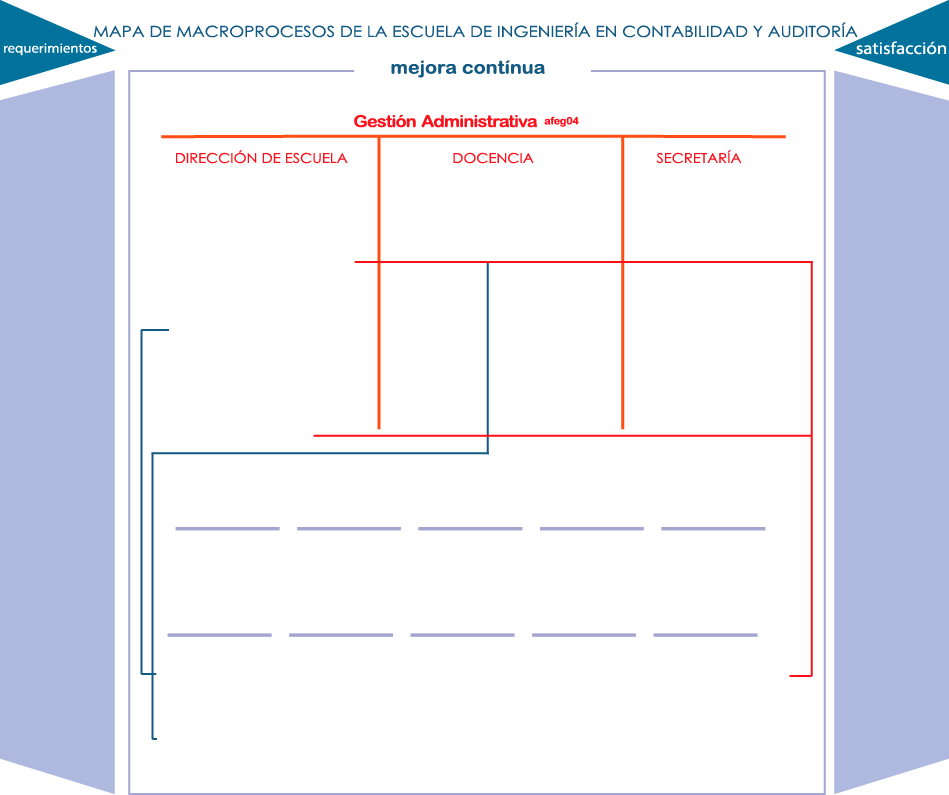 MAPA DE MACROPROCESOS DE LA ESCUELA DE INGENIERÍA EN CONTABILIDAD Y AUDITORÍA
requerimientos
satisfacción
mejora contínua
Gestión Administrativa afeg04
DIRECCIÓN DE ESCUELA
DOCENCIA
SECRETARÍA